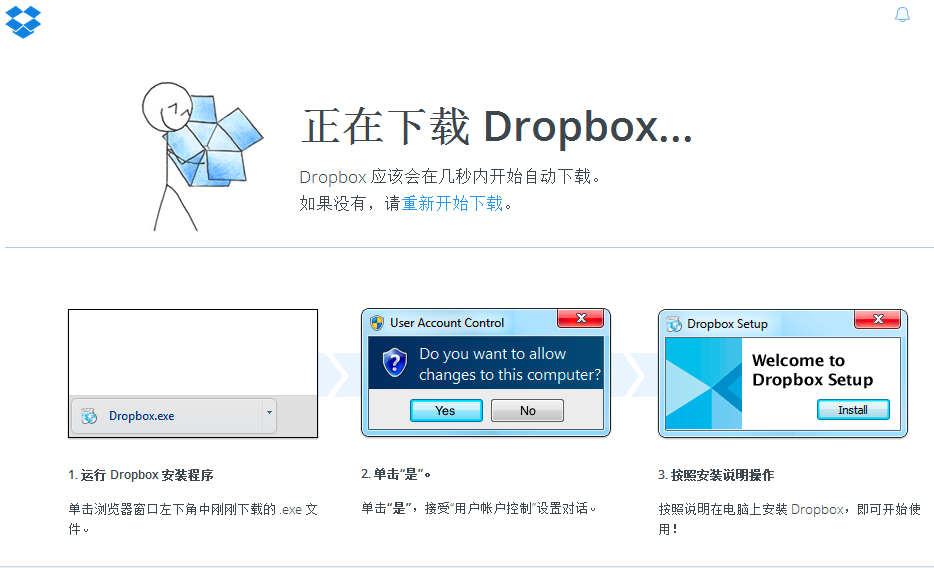 正在下载 Dropbox...
Dropbox 应该会在几秒内开始自动下载。
如果没有，请重新开始下载。
Dropbox.exe
User Account Control
Do you want to allow
changes to this computer?
Yes
No
Dropbox Setup
Welcome to
Dropbox Setup
Install
1. 运行 Dropbox 安装程序
单击浏览器窗口左下角中刚刚下载的 .exe 文
件。
2. 单击“是”。
单击“是”，接受“用户帐户控制”设置对话。
3. 按照安装说明操作
按照说明在电脑上安装 Dropbox，即可开始使
用！